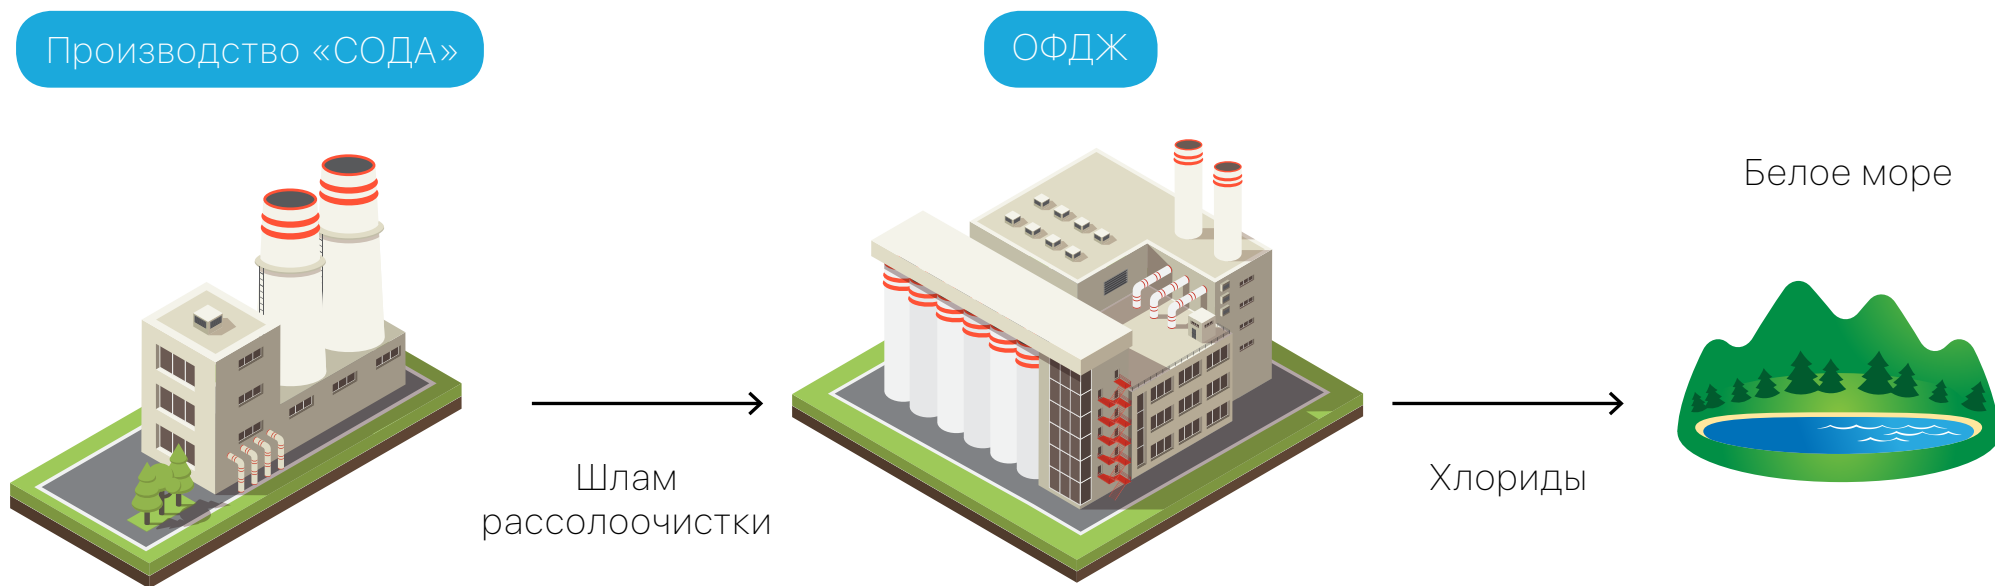 Производство «СОДА»
ОФДЖ
Белое море
Шлам
рассолоочистки
Хлориды